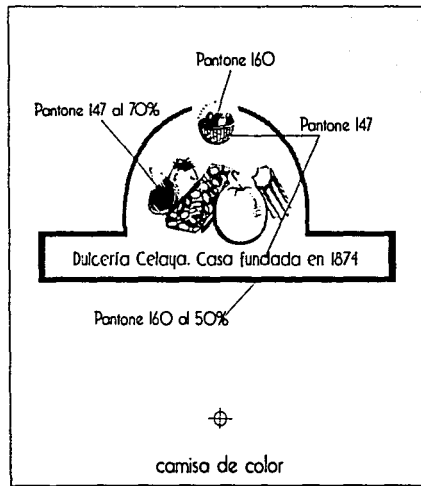 Pantone 160
Pantone 147 al 70%
Pantone 147
Dulcería Celaya. Casa fundada en 1874
Pantone 160 al 50%
camisa de color